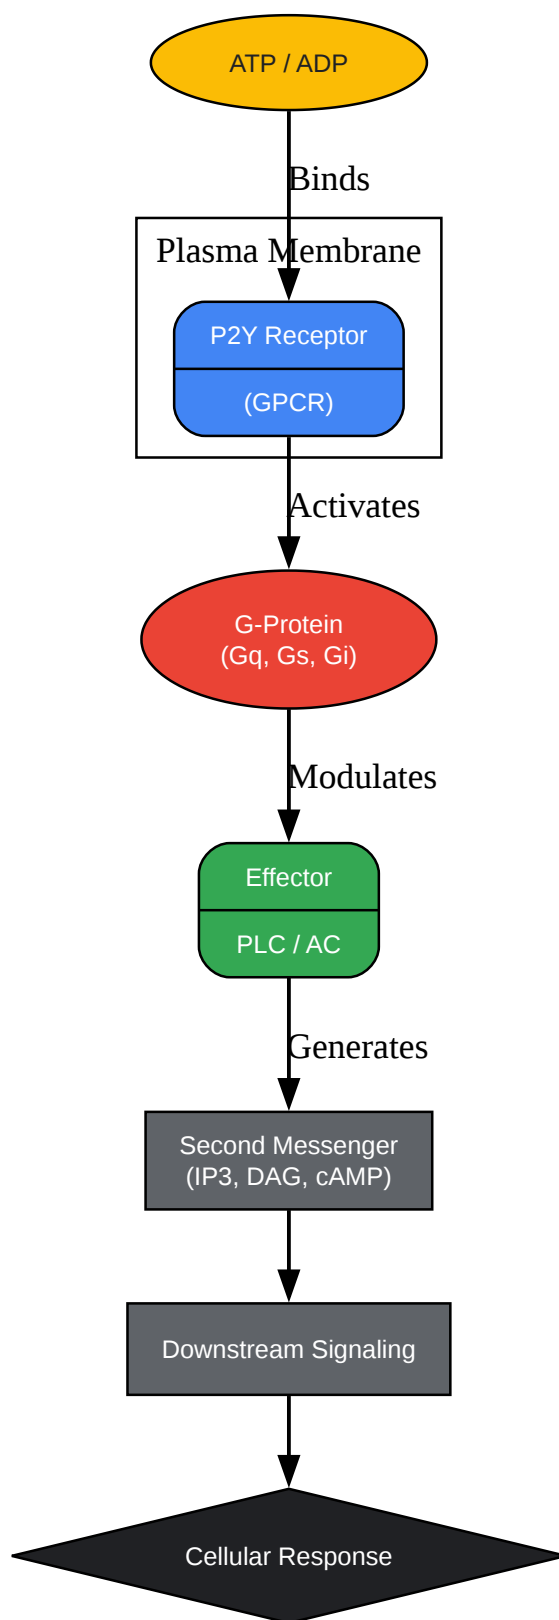 ATP / ADP
Binds
Plasma Membrane
P2Y Receptor
(GPCR)
Activates
G-Protein
(Gq, Gs, Gi)
Modulates
Effector
PLC / AC
Generates
Second Messenger
(IP3, DAG, cAMP)
Downstream Signaling
Cellular Response